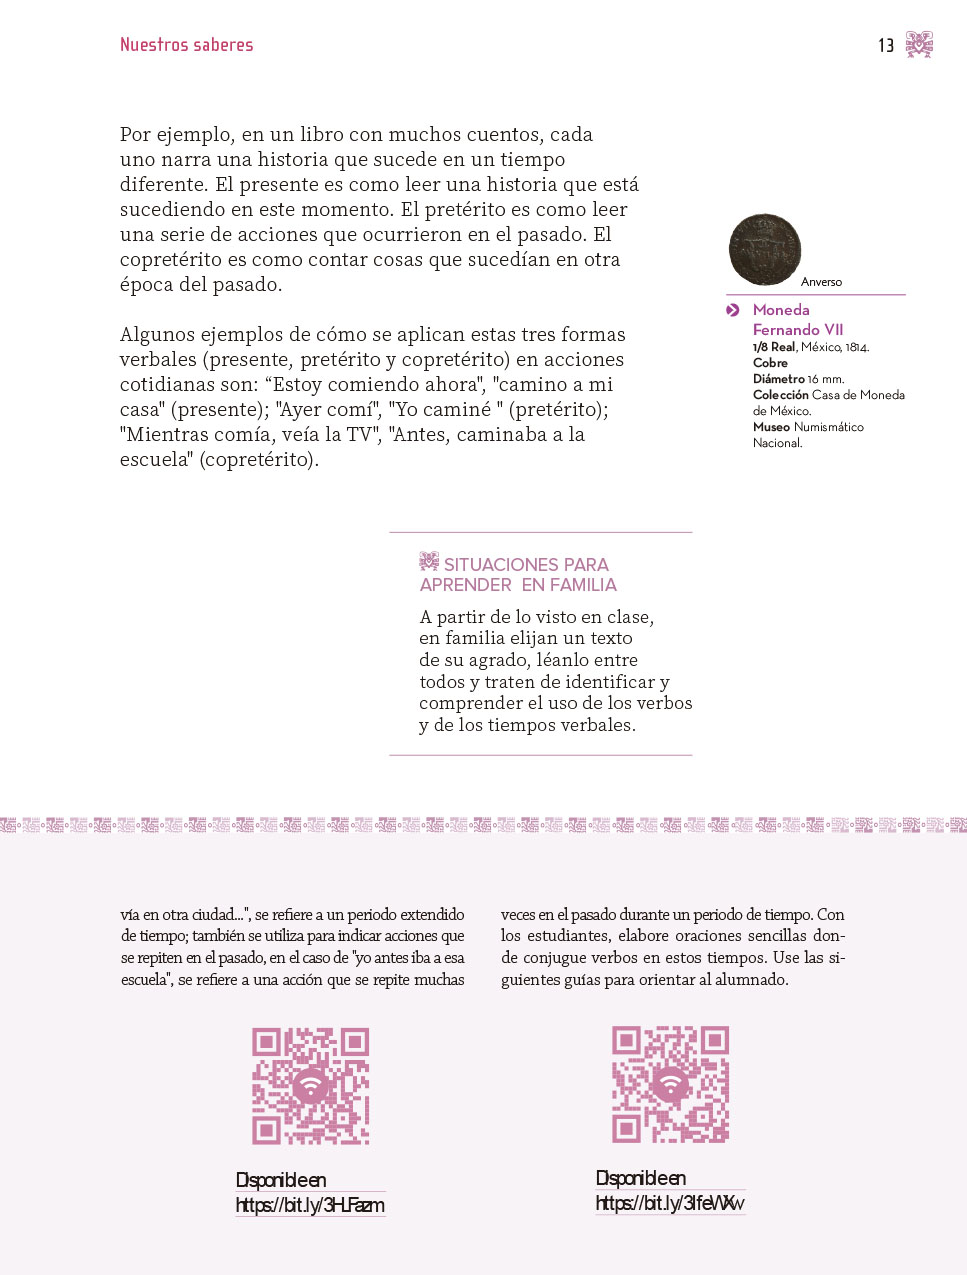 Nuestros saberes
13
Por ejemplo, en un libro con muchos cuentos, cada
uno narra una historia que sucede en un tiempo
diferente. El presente es como leer una historia que está
sucediendo en este momento. El pretérito es como leer
una serie de acciones que ocurrieron en el pasado. El
copretérito es como contar cosas que sucedían en otra
época del pasado.
Algunos ejemplos de cómo se aplican estas tres formas
verbales (presente, pretérito y copretérito) en acciones
cotidianas son: “Estoy comiendo ahora", "camino a mi
casa" (presente); "Ayer comí", "Yo caminé " (pretérito);
"Mientras comía, veía la TV", "Antes, caminaba a la
escuela" (copretérito).
Anverso
Moneda
Fernando VII
1/8 Real, México, 1814.
Cobre
Diámetro 16 mm.
Colección Casa de Moneda
de México.
Museo Numismático
Nacional.
SITUACIONES PARA
APRENDER EN FAMILIA
A partir de lo visto en clase,
en familia elijan un texto
de su agrado, léanlo entre
todos y traten de identificar y
comprender el uso de los verbos
y de los tiempos verbales.
vía en otra ciudad...", se refiere a un periodo extendido
de tiempo; también se utiliza para indicar acciones que
se repiten en el pasado, en el caso de "yo antes iba a esa
escuela", se refiere a una acción que se repite muchas
veces en el pasado durante un periodo de tiempo. Con
los estudiantes, elabore oraciones sencillas don-
de conjugue verbos en estos tiempos. Use las si-
guientes guías para orientar al alumnado.
Disponible en
https://bit.ly/3HLFazm
Disponible en